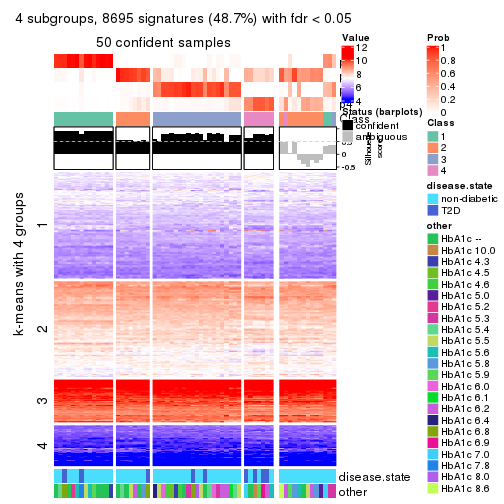 4 subgroups, 8695 signatures (48.7%) with fdr < 0.05
50 confident samples
k-means with 4 groups
1
2
3
4
p4
Class
Silhouette
score
0.5
-0.5
disease.state
other
Value
12
10
8
6
4
Status (barplots)
confident
ambiguous
Prob
1
0.8
0.6
0.4
0.2
0
Class
1
2
3
4
disease.state
non-diabetic
T2D
other
HbA1c --
HbA1c 10.0
HbA1c 4.3
HbA1c 4.5
HbA1c 4.6
HbA1c 5.0
HbA1c 5.2
HbA1c 5.3
HbA1c 5.4
HbA1c 5.5
HbA1c 5.6
HbA1c 5.8
HbA1c 5.9
HbA1c 6.0
HbA1c 6.1
HbA1c 6.2
HbA1c 6.4
HbA1c 6.8
HbA1c 6.9
HbA1c 7.0
HbA1c 7.8
HbA1c 8.0
HbA1c 8.6